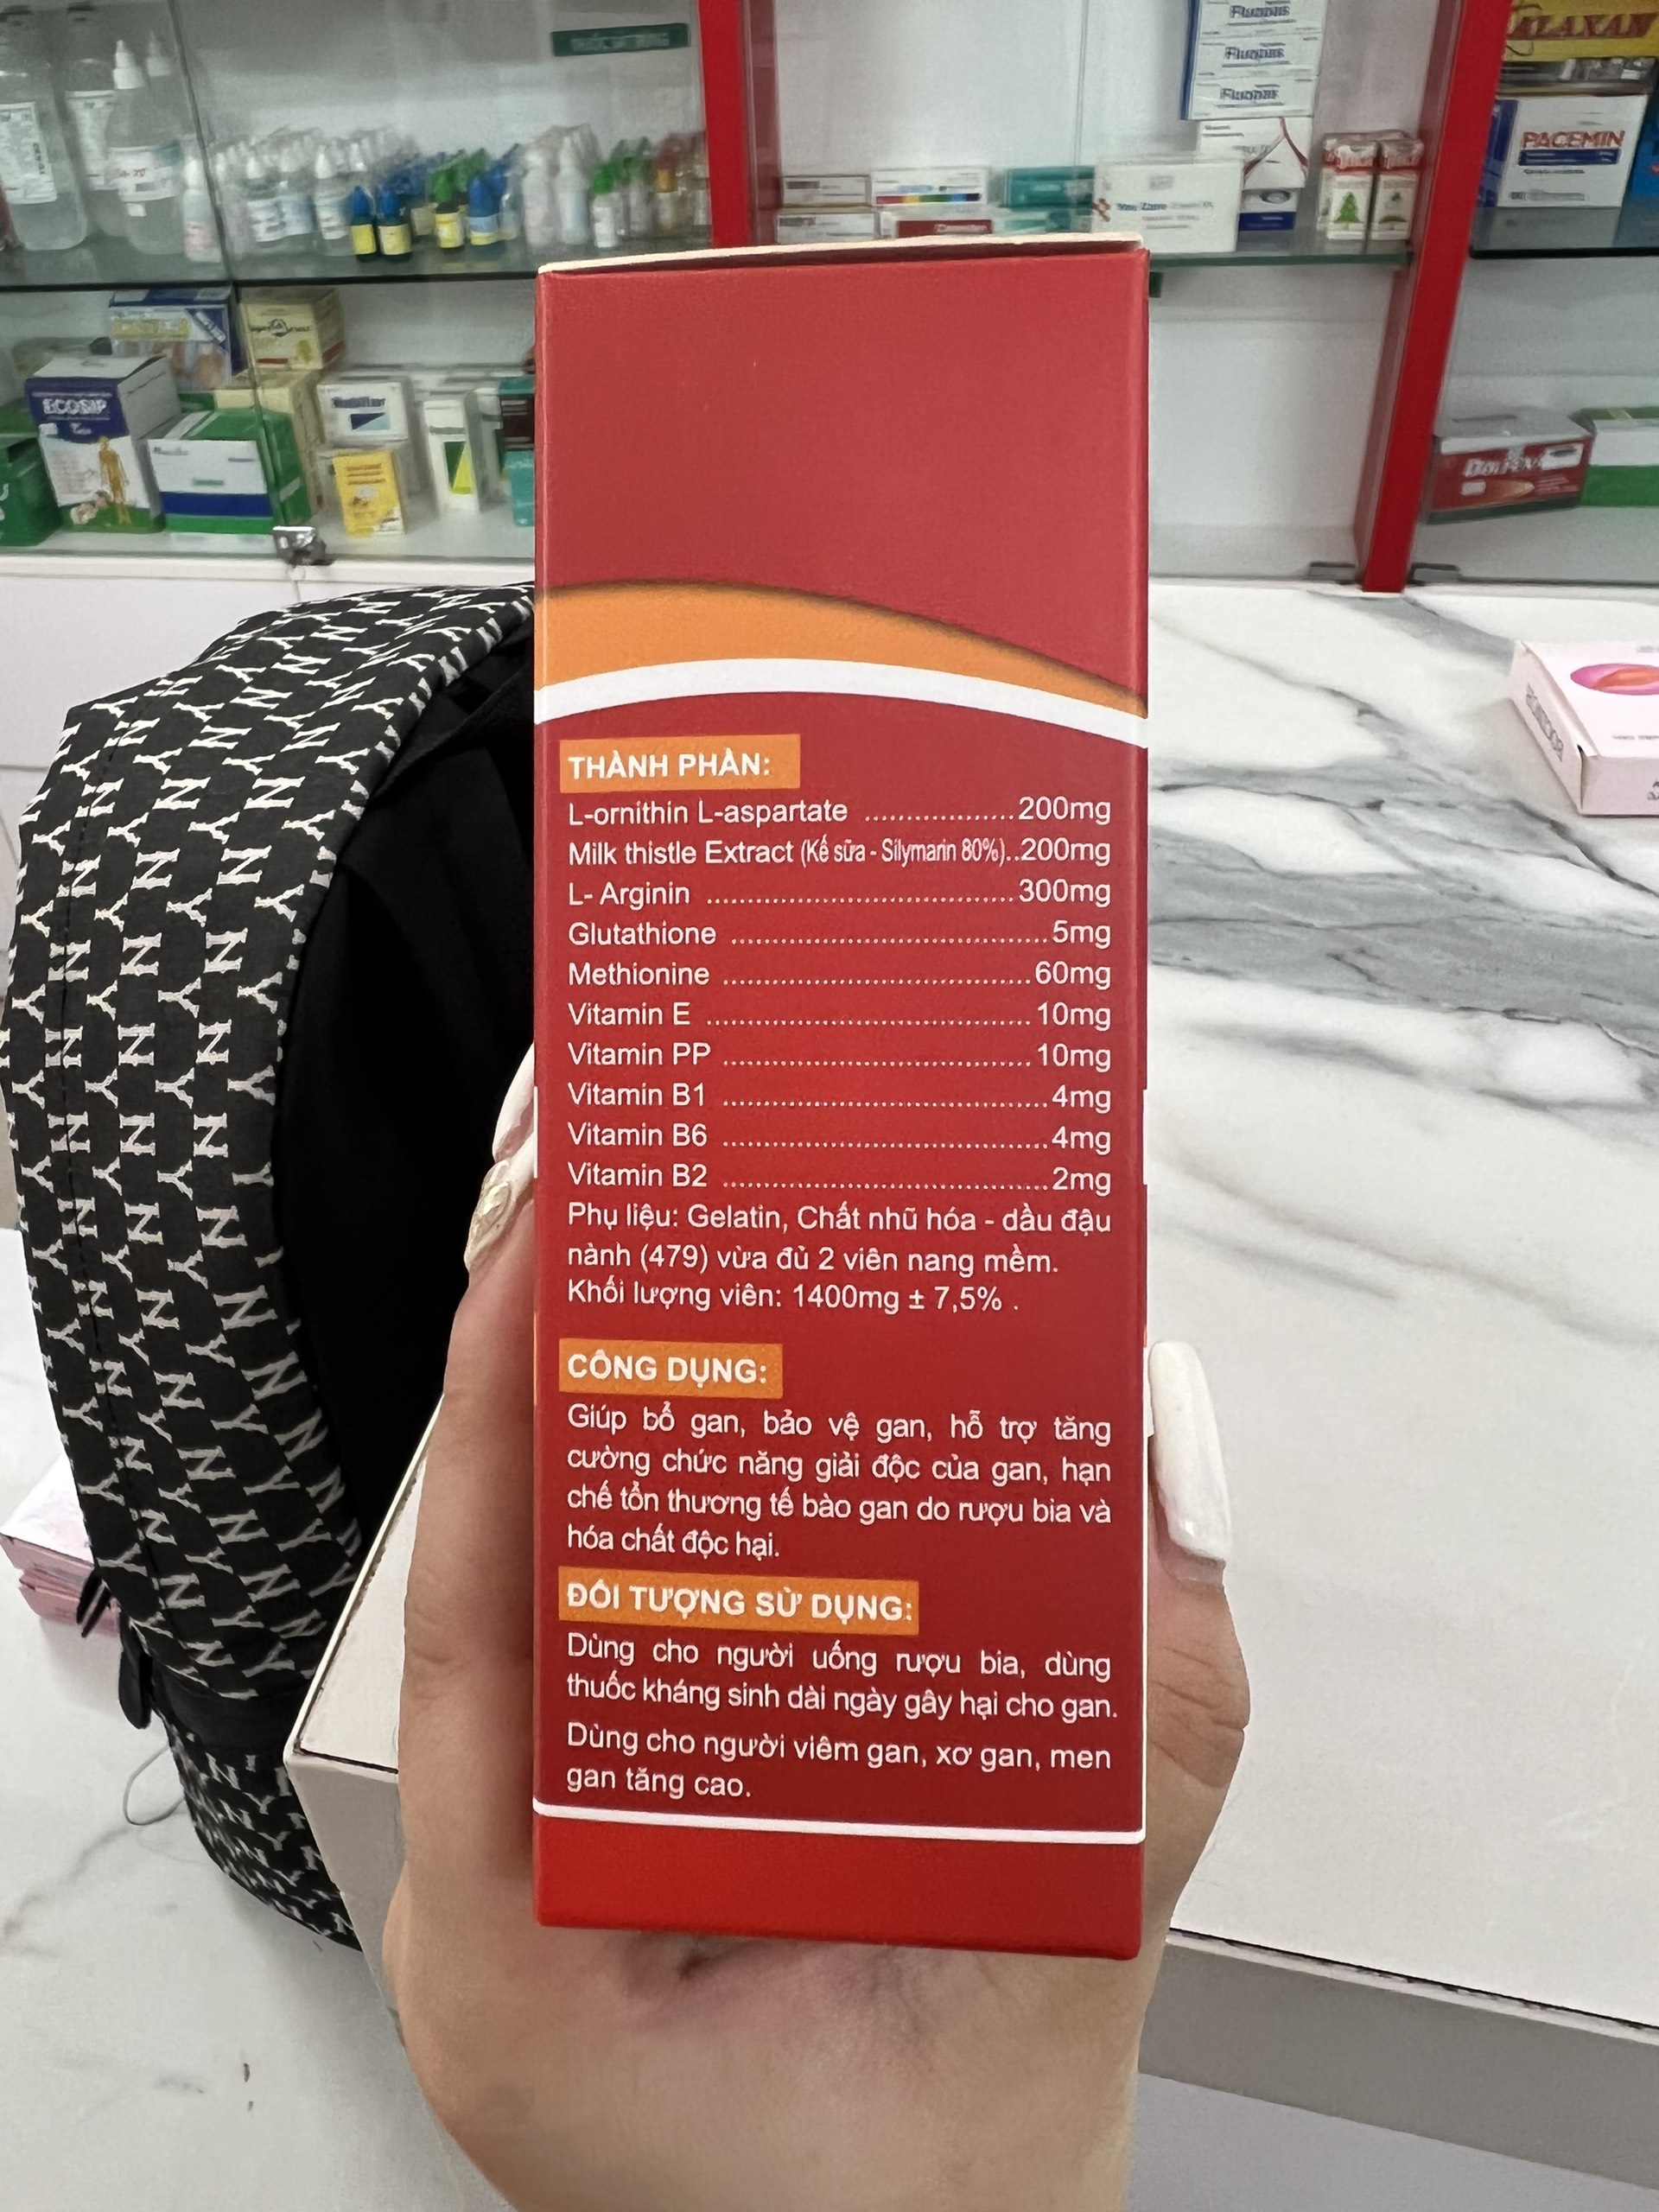 ALAXAN
PACEMIN
ECOSIP
THÀNH PHẦN:
L-ornithin L-aspartate ..................200mg
Milk thistle Extract (Kế sữa - Silymarin 80%)..200mg
L- Arginin .....................................300mg
Glutathione ......................................5mg
Methionine .....................................60mg
Vitamin E .......................................10mg
Vitamin PP .....................................10mg
Vitamin B1 .......................................4mg
Vitamin B6 .......................................4mg
Vitamin B2 .......................................2mg
Phụ liệu: Gelatin, Chất nhũ hóa - dầu đậu
nành (479) vừa đủ 2 viên nang mềm.
Khối lượng viên: 1400mg ± 7,5% .
CÔNG DỤNG:
Giúp bổ gan, bảo vệ gan, hỗ trợ tăng
cường chức năng giải độc của gan, hạn
chế tổn thương tế bào gan do rượu bia và
hóa chất độc hại.
ĐỐI TƯỢNG SỬ DỤNG:
Dùng cho người uống rượu bia, dùng
thuốc kháng sinh dài ngày gây hại cho gan.
Dùng cho người viêm gan, xơ gan, men
gan tăng cao.